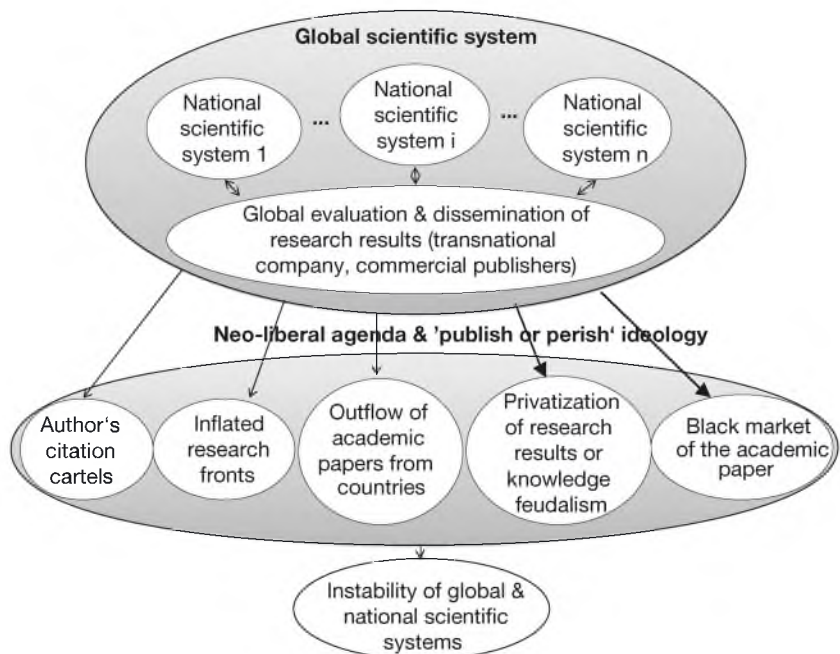 Global scientific system
National
scientific
system 1
...
National
scientific
system i
...
National
scientific
system n
Global evaluation & dissemination of
research results (transnational
company, commercial publishers)
Neo-liberal agenda & 'publish or perish' ideology
Author's
citation
cartels
Inflated
research
fronts
Outflow of
academic
papers from
countries
Privatization
of research
results or
knowledge
feudalism
Black market
of the academic
paper
Instability of global &
national scientific
systems